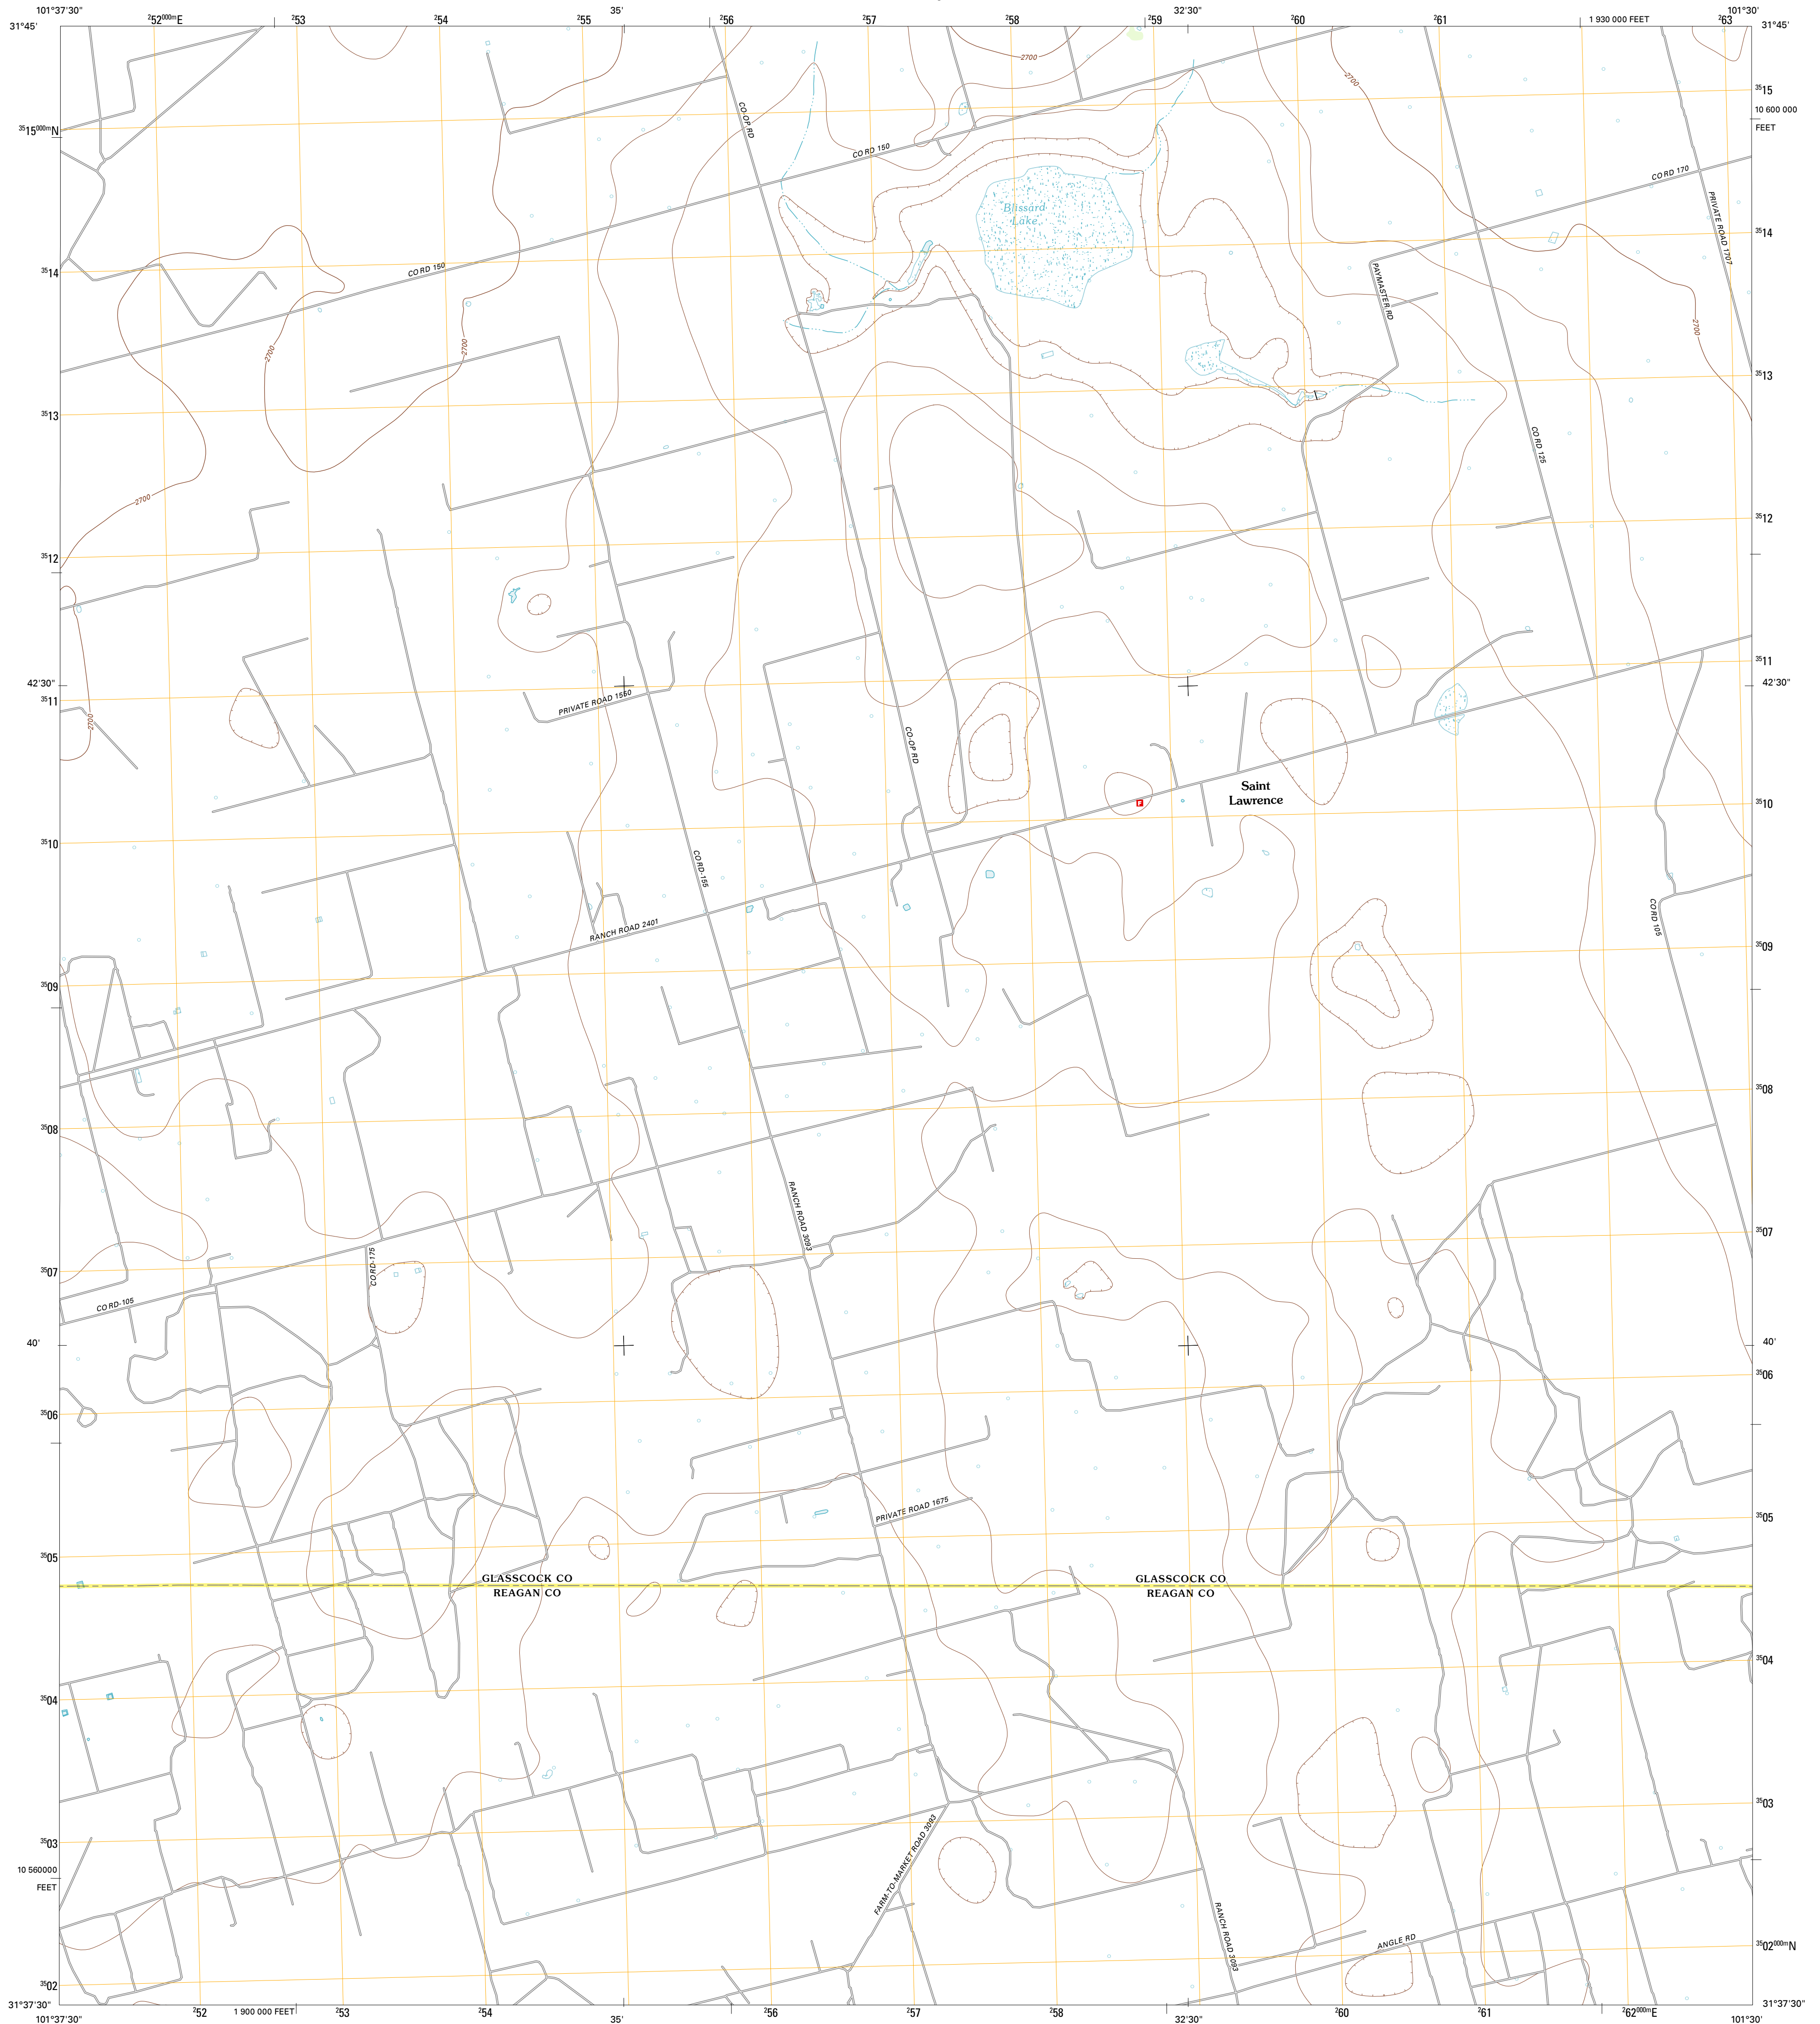 101°37'30"
²52⁰⁰⁰ᵐE
²53
²54
²55
35'
²56
²57
²58
32'30"
²59
²60
²61
1 930 000 FEET
²63
101°30'
31°45'
31°45'
2700
2700
CO-OP RD
³⁵15
10 600 000
FEET
³⁵15⁰⁰⁰ᵐN
CO RD 150
CO RD 170
PRIVATE ROAD 1707
Blissard
Lake
³⁵14
³⁵14
CO RD 150
PAYMASTER RD
2700
2700
2700
³⁵13
³⁵13
CO RD 125
2700
³⁵12
³⁵12
³⁵11
42'30"
42'30"
³⁵11
PRIVATE ROAD 1550
2700
CO-OP RD
Saint
Lawrence
F
³⁵10
³⁵10
CO RD-155
RANCH ROAD 2401
CO RD 105
³⁵09
³⁵09
³⁵08
³⁵08
RANCH ROAD 3093
³⁵07
³⁵07
CO RD-175
CO RD-105
40'
40'
³⁵06
³⁵06
PRIVATE ROAD 1675
³⁵05
³⁵05
GLASSCOCK CO
REAGAN CO
GLASSCOCK CO
REAGAN CO
³⁵04
³⁵04
³⁵03
³⁵03
FARM-TO-MARKET ROAD 3093
10 560000
FEET
RANCH ROAD 3093
ANGLE RD
³⁵02⁰⁰⁰ᵐN
³⁵02
31°37'30"
31°37'30"
101°37'30"
²52
1 900 000 FEET
²53
²54
35'
²56
²57
²58
32'30"
²60
²61
²62⁰⁰⁰ᵐE
101°30'